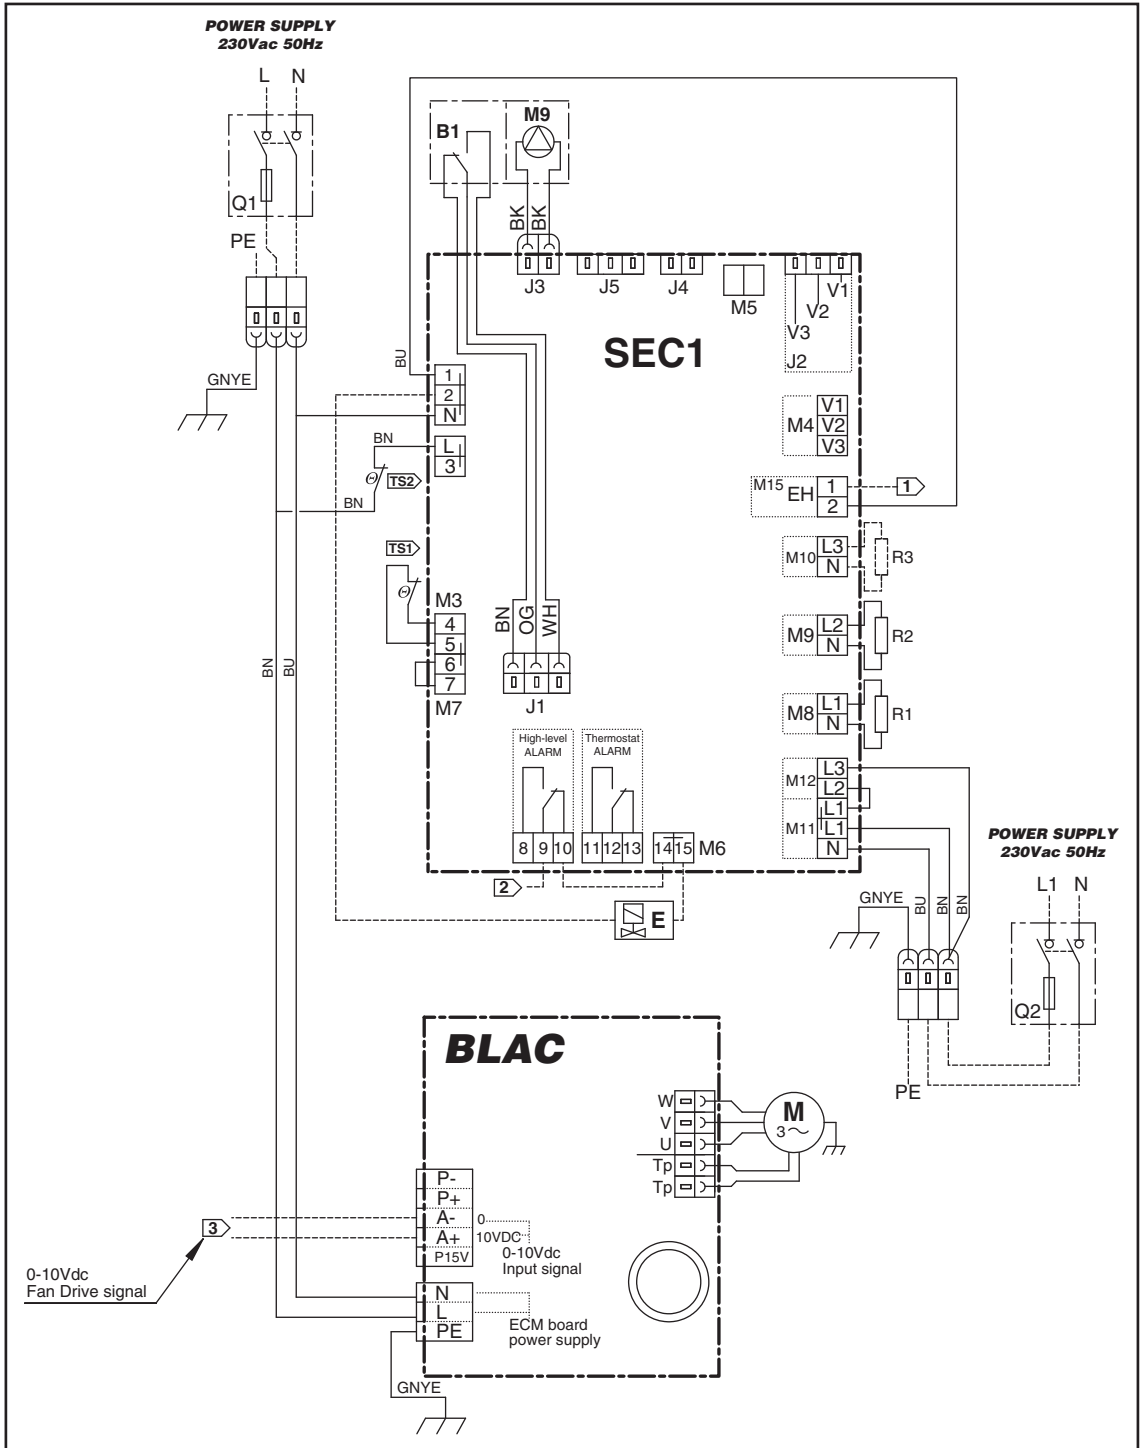 POWER SUPPLY
230Vac 50Hz
L N
Q1
PE
GNYE
B1
M9
BK
BK
J3
J5
J4
M5
V1
V2
V3
J2
SEC1
BU
1
2
N
BN
L
3
TS2
BN
TS1
M3
4
5
6
7
M7
BN
BU
BN
OG
WH
J1
M4
V1
V2
V3
M15
EH
1
2
1
M10
L3
N
R3
M9
L2
N
R2
M8
L1
N
R1
M12
L3
L2
L1
M11
L1
N
High-level
ALARM
Thermostat
ALARM
8 9 10
11 12 13
14 15
M6
2
E
POWER SUPPLY
230Vac 50Hz
L1 N
GNYE
BU
BN
BN
Q2
PE
BLAC
W
V
U
Tp
Tp
M
3~
P-
P+
A-
A+
P15V
0
10VDC
0-10Vdc
Input signal
3
0-10Vdc
Fan Drive signal
N
L
PE
ECM board
power supply
GNYE